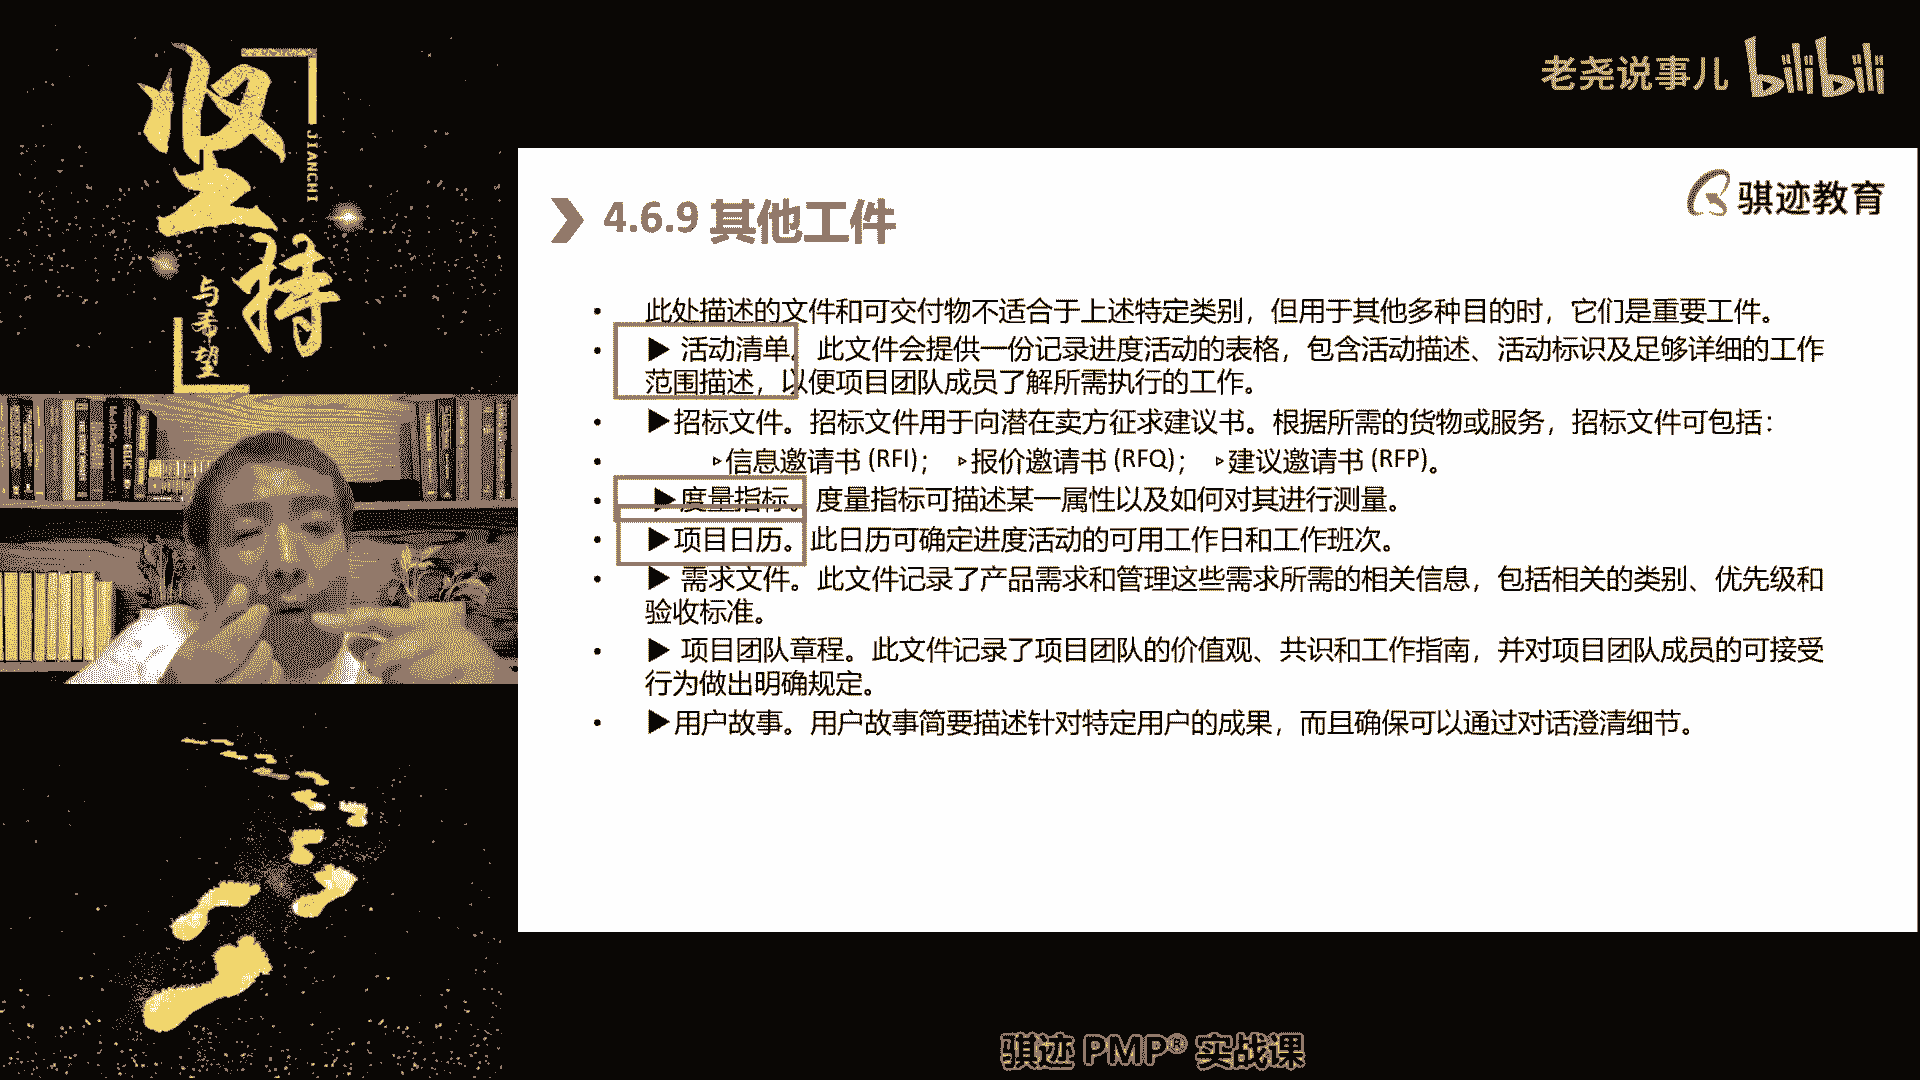 坚持
JIANCHI
与希望
老尧说事儿 bilibili
骐迹教育
4.6.9 其他工件
• 此处描述的文件和可交付物不适合于上述特定类别，但用于其他多种目的时，它们是重要工件。
• ▶ 活动清单。此文件会提供一份记录进度活动的表格，包含活动描述、活动标识及足够详细的工作
范围描述，以便项目团队成员了解所需执行的工作。
• ▶招标文件。招标文件用于向潜在卖方征求建议书。根据所需的货物或服务，招标文件可包括：
• ▹信息邀请书 (RFI)； ▹报价邀请书 (RFQ)； ▹建议邀请书 (RFP)。
• ▶度量指标。度量指标可描述某一属性以及如何对其进行测量。
• ▶项目日历。此日历可确定进度活动的可用工作日和工作班次。
• ▶ 需求文件。此文件记录了产品需求和管理这些需求所需的相关信息，包括相关的类别、优先级和
验收标准。
• ▶ 项目团队章程。此文件记录了项目团队的价值观、共识和工作指南，并对项目团队成员的可接受
行为做出明确规定。
• ▶用户故事。用户故事简要描述针对特定用户的成果，而且确保可以通过对话澄清细节。
骐迹 PMP® 实战课